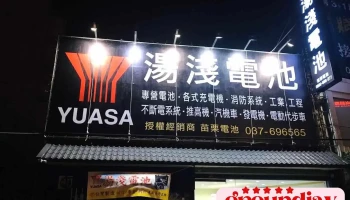 湯淺電池
YUASA
專營電池·各式充電機·消防系統·工業·工程
不斷電系統·推高機·汽機車·發電機·電動代步車
授權經銷商 苗栗電池 037-696565
湯淺電池